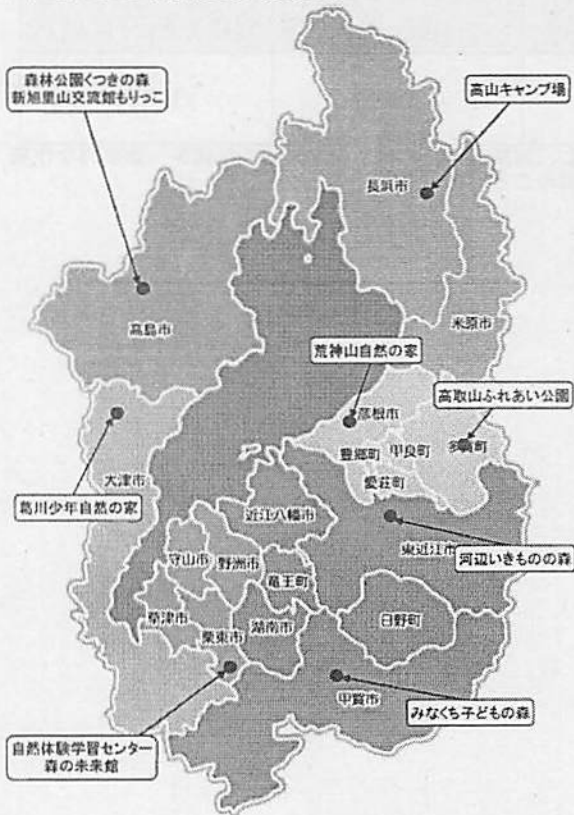 森林公園くつきの森
新旭里山交流館もりっこ
高山キャンプ場
長浜市
高島市
米原市
荒神山自然の家
高取山ふれあい公園
彦根市
豊郷町
甲良町
多賀町
愛荘町
大津市
葛川少年自然の家
近江八幡市
東近江市
河辺いきものの森
守山市
野洲市
竜王町
草津市
栗東市
湖南市
日野町
甲賀市
みなくち子どもの森
自然体験学習センター
森の未来館